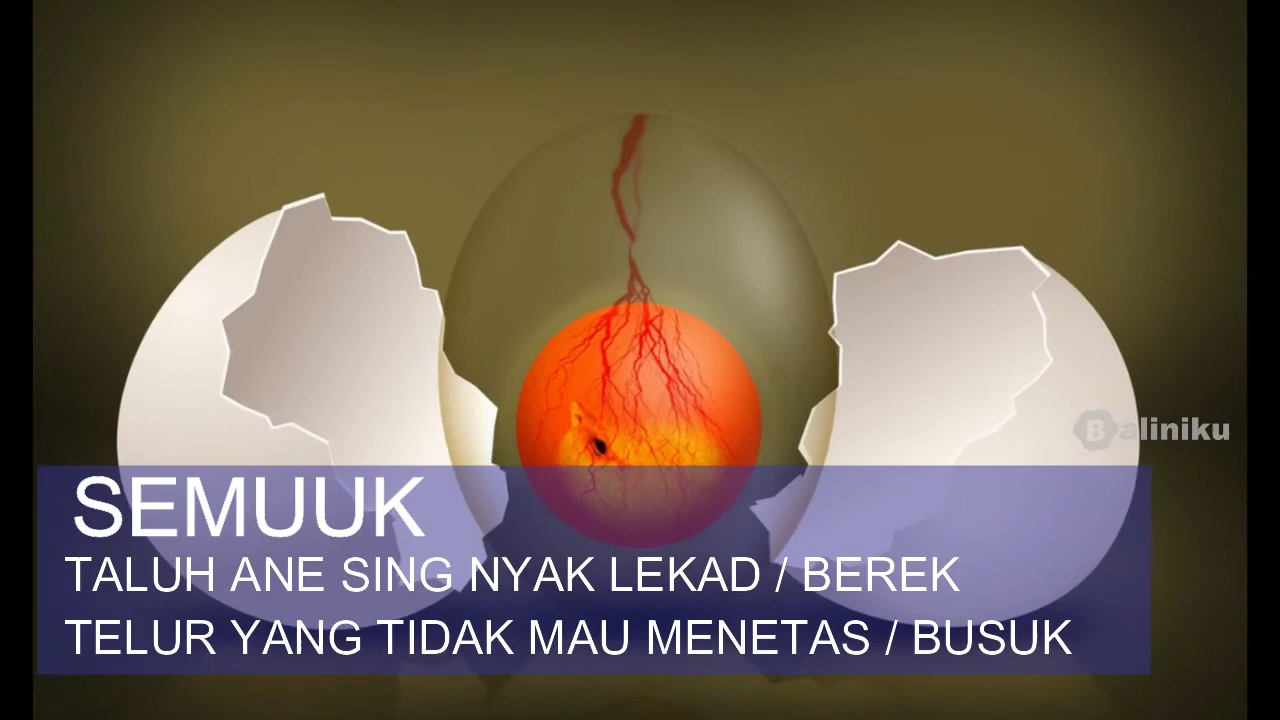 Baliniku
SEMUUK
TALUH ANE SING NYAK LEKAD / BEREK
TELUR YANG TIDAK MAU MENETAS / BUSUK